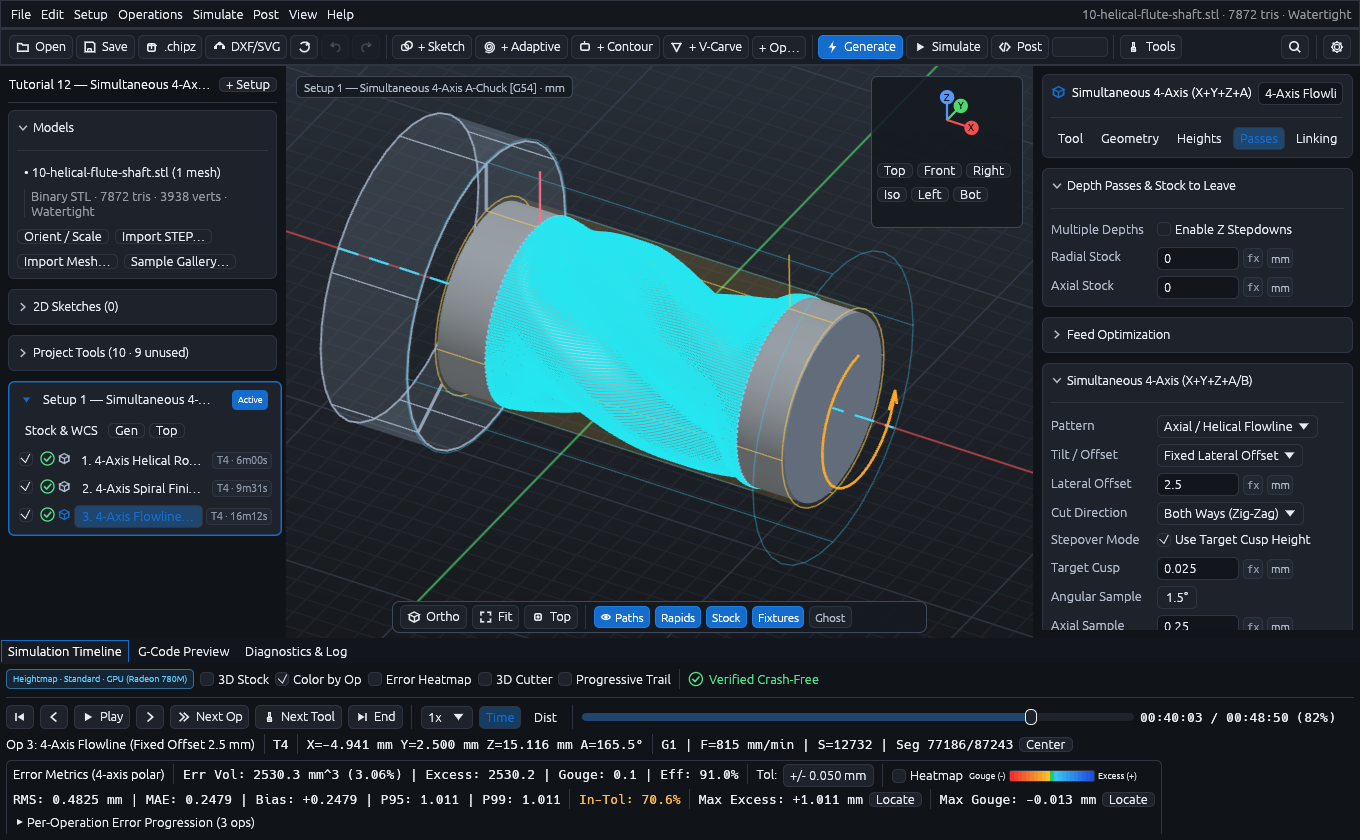 File Edit Setup Operations Simulate Post View Help
10-helical-flute-shaft.stl · 7872 tris · Watertight
Open Save .chipz DXF/SVG + Sketch + Adaptive + Contour + V-Carve + Op… Generate Simulate Post Tools
Tutorial 12 — Simultaneous 4-Ax… + Setup
Models
• 10-helical-flute-shaft.stl (1 mesh)
Binary STL · 7872 tris · 3938 verts ·
Watertight
Orient / Scale Import STEP…
Import Mesh… Sample Gallery…
2D Sketches (0)
Project Tools (10 · 9 unused)
Setup 1 — Simultaneous 4-… Active
Stock & WCS Gen Top
1. 4-Axis Helical Ro… T4 · 6m00s
2. 4-Axis Spiral Fini… T4 · 9m31s
3. 4-Axis Flowline… T4 · 16m12s
Setup 1 — Simultaneous 4-Axis A-Chuck [G54] · mm
Z
Y
X
Top Front Right
Iso Left Bot
Ortho Fit Top Paths Rapids Stock Fixtures Ghost
Simultaneous 4-Axis (X+Y+Z+A) 4-Axis Flowli
Tool Geometry Heights Passes Linking
Depth Passes & Stock to Leave
Multiple Depths Enable Z Stepdowns
Radial Stock 0 fx mm
Axial Stock 0 fx mm
Feed Optimization
Simultaneous 4-Axis (X+Y+Z+A/B)
Pattern Axial / Helical Flowline
Tilt / Offset Fixed Lateral Offset
Lateral Offset 2.5 fx mm
Cut Direction Both Ways (Zig-Zag)
Stepover Mode Use Target Cusp Height
Target Cusp 0.025 fx mm
Angular Sample 1.5°
Axial Sample 0.25 fx mm
Simulation Timeline G-Code Preview Diagnostics & Log
Heightmap · Standard · GPU (Radeon 780M) 3D Stock Color by Op Error Heatmap 3D Cutter Progressive Trail Verified Crash-Free
Play Next Op Next Tool End 1x Time Dist 00:40:03 / 00:48:50 (82%)
Op 3: 4-Axis Flowline (Fixed Offset 2.5 mm) T4 X=-4.941 mm Y=2.500 mm Z=15.116 mm A=165.5° G1 | F=815 mm/min | S=12732 | Seg 77186/87243 Center
Error Metrics (4-axis polar) Err Vol: 2530.3 mm^3 (3.06%) | Excess: 2530.2 | Gouge: 0.1 | Eff: 91.0% Tol: +/- 0.050 mm Heatmap Gouge (-) Excess (+)
RMS: 0.4825 mm | MAE: 0.2479 | Bias: +0.2479 | P95: 1.011 | P99: 1.011 In-Tol: 70.6% Max Excess: +1.011 mm Locate Max Gouge: -0.013 mm Locate
Per-Operation Error Progression (3 ops)